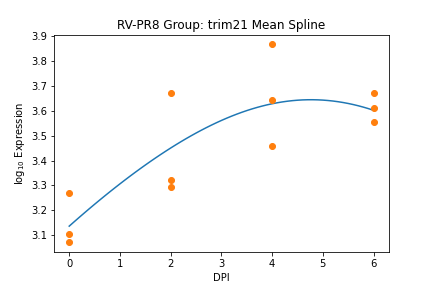 RV-PR8 Group: trim21 Mean Spline
3.9
3.8
3.7
3.6
3.5
3.4
3.3
3.2
3.1
log₁₀ Expression
0 1 2 3 4 5 6
DPI